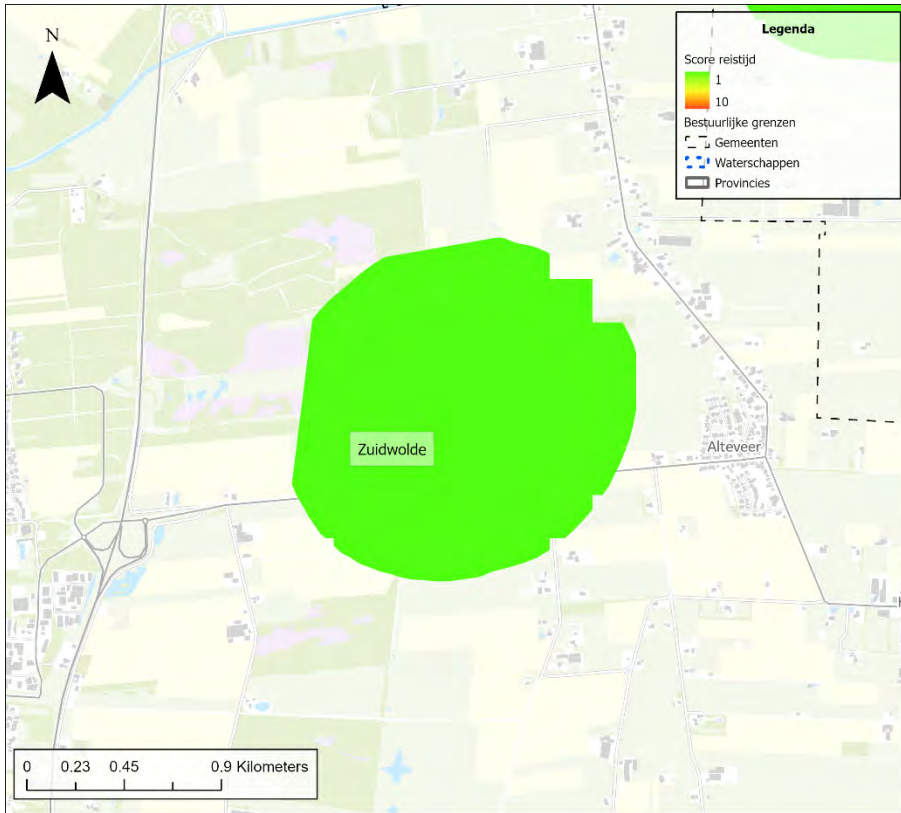 N
Legenda
Score reistijd
1
10
Bestuurlijke grenzen
Gemeenten
Waterschappen
Provincies
Zuidwolde
Alteveer
0 0.23 0.45 0.9 Kilometers